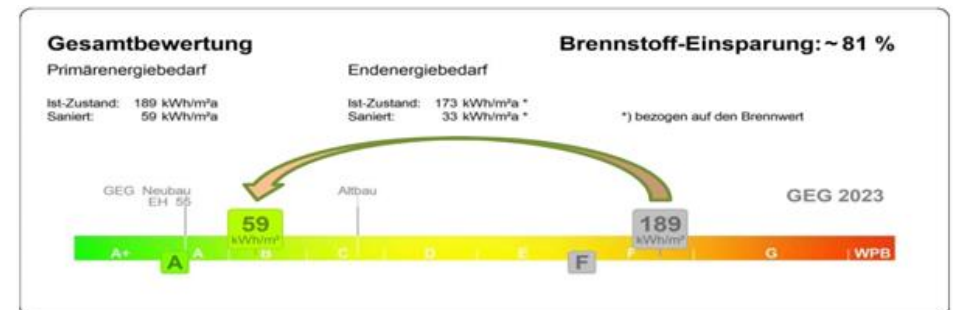 Gesamtbewertung
Brennstoff-Einsparung:~81 %
Primärenergiebedarf
Endenergiebedarf
Ist-Zustand: 189 kWh/m²a
Saniert: 59 kWh/m²a
Ist-Zustand: 173 kWh/m²a *
Saniert: 33 kWh/m²a *
*) bezogen auf den Brennwert
GEG Neubau
EH 55
Altbau
GEG 2023
59
kWh/m²
189
kWh/m²
A+ A B C D E F G WPB
A
F